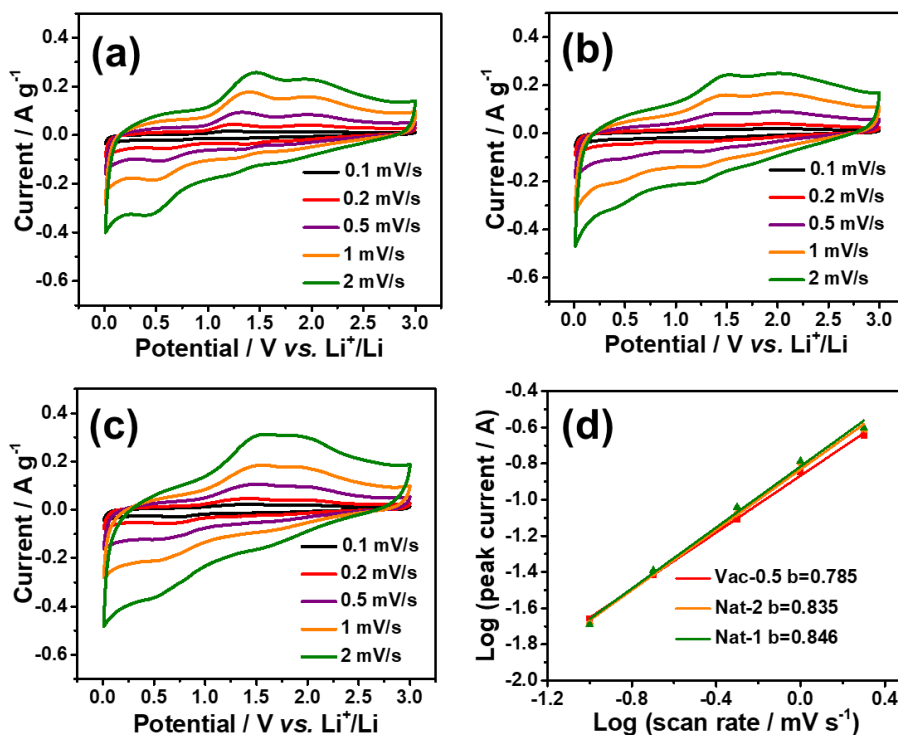 (a)
0.4
0.2
0.0
-0.2
-0.4
-0.6
Current / A g⁻¹
0.1 mV/s
0.2 mV/s
0.5 mV/s
1 mV/s
2 mV/s
0.0 0.5 1.0 1.5 2.0 2.5 3.0
Potential / V vs. Li⁺/Li
(b)
0.4
0.2
0.0
-0.2
-0.4
-0.6
Current / A g⁻¹
0.1 mV/s
0.2 mV/s
0.5 mV/s
1 mV/s
2 mV/s
0.0 0.5 1.0 1.5 2.0 2.5 3.0
Potential / V vs. Li⁺/Li
(c)
0.4
0.2
0.0
-0.2
-0.4
-0.6
Current / A g⁻¹
0.1 mV/s
0.2 mV/s
0.5 mV/s
1 mV/s
2 mV/s
0.0 0.5 1.0 1.5 2.0 2.5 3.0
Potential / V vs. Li⁺/Li
(d)
-0.4
-0.6
-0.8
-1.0
-1.2
-1.4
-1.6
-1.8
-2.0
Log (peak current / A)
Vac-0.5 b=0.785
Nat-2 b=0.835
Nat-1 b=0.846
-1.2 -0.8 -0.4 0.0 0.4
Log (scan rate / mV s⁻¹)